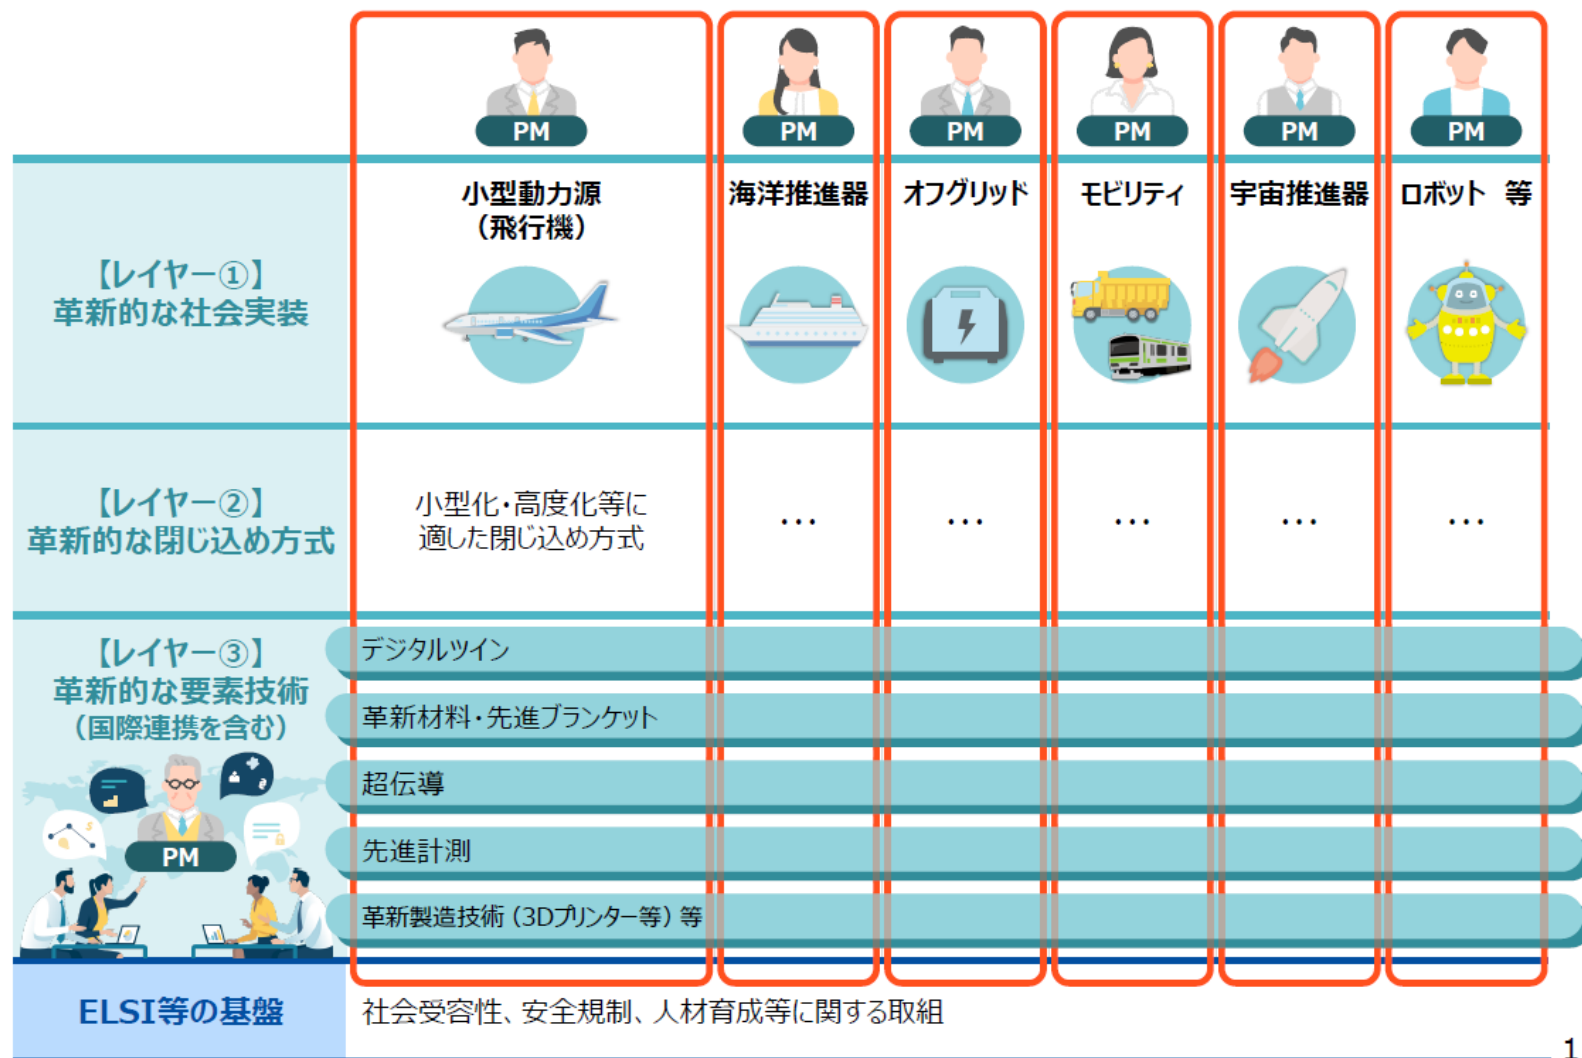 PM
PM
PM
PM
PM
PM
【レイヤー①】
革新的な社会実装
小型動力源
（飛行機）
海洋推進器
オフグリッド
モビリティ
宇宙推進器
ロボット 等
【レイヤー②】
革新的な閉じ込め方式
小型化・高度化等に
適した閉じ込め方式
…
…
…
…
…
【レイヤー③】
革新的な要素技術
（国際連携を含む）
PM
デジタルツイン
革新材料・先進ブランケット
超伝導
先進計測
革新製造技術（3Dプリンター等）等
ELSI等の基盤
社会受容性、安全規制、人材育成等に関する取組
1